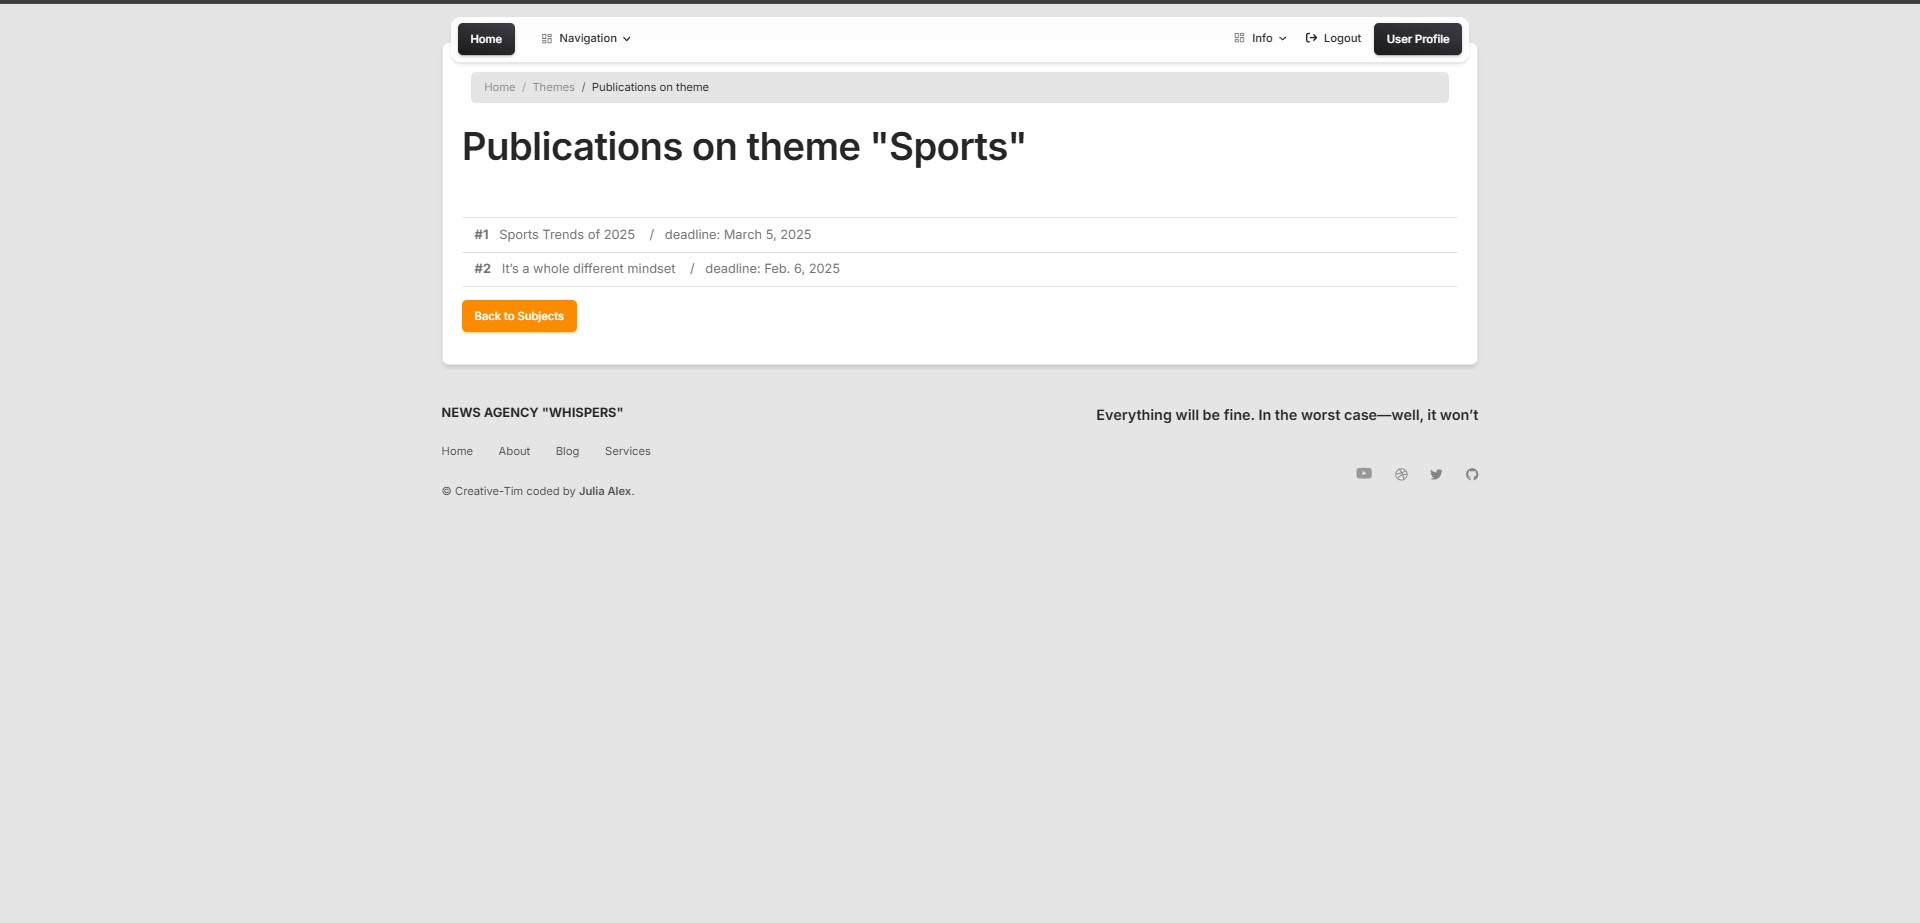 Home Navigation Info Logout User Profile
Home / Themes / Publications on theme
Publications on theme "Sports"
#1 Sports Trends of 2025 / deadline: March 5, 2025
#2 It's a whole different mindset / deadline: Feb. 6, 2025
Back to Subjects
NEWS AGENCY "WHISPERS"
Everything will be fine. In the worst case—well, it won't
Home About Blog Services
© Creative-Tim coded by Julia Alex.